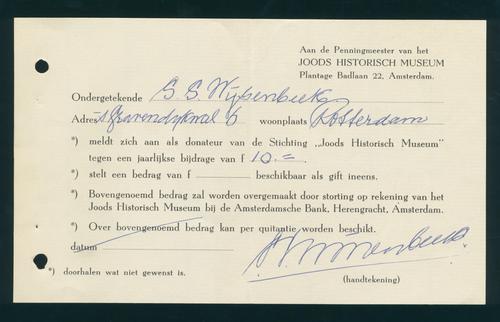 Aan de Penningmeester van het
JOODS HISTORISCH MUSEUM
Plantage Badlaan 22, Amsterdam.
Ondergetekende S S Wijsenbeek
Adres 's Gravendijkwal 6 woonplaats Rotterdam
*) meldt zich aan als donateur van de Stichting „Joods Historisch Museum"
tegen een jaarlijkse bijdrage van f 10.=
*) stelt een bedrag van f beschikbaar als gift ineens.
*) Bovengenoemd bedrag zal worden overgemaakt door storting op rekening van het
Joods Historisch Museum bij de Amsterdamsche Bank, Herengracht, Amsterdam.
*) Over bovengenoemd bedrag kan per quitantie worden beschikt.
datum
*) doorhalen wat niet gewenst is.
(handtekening)